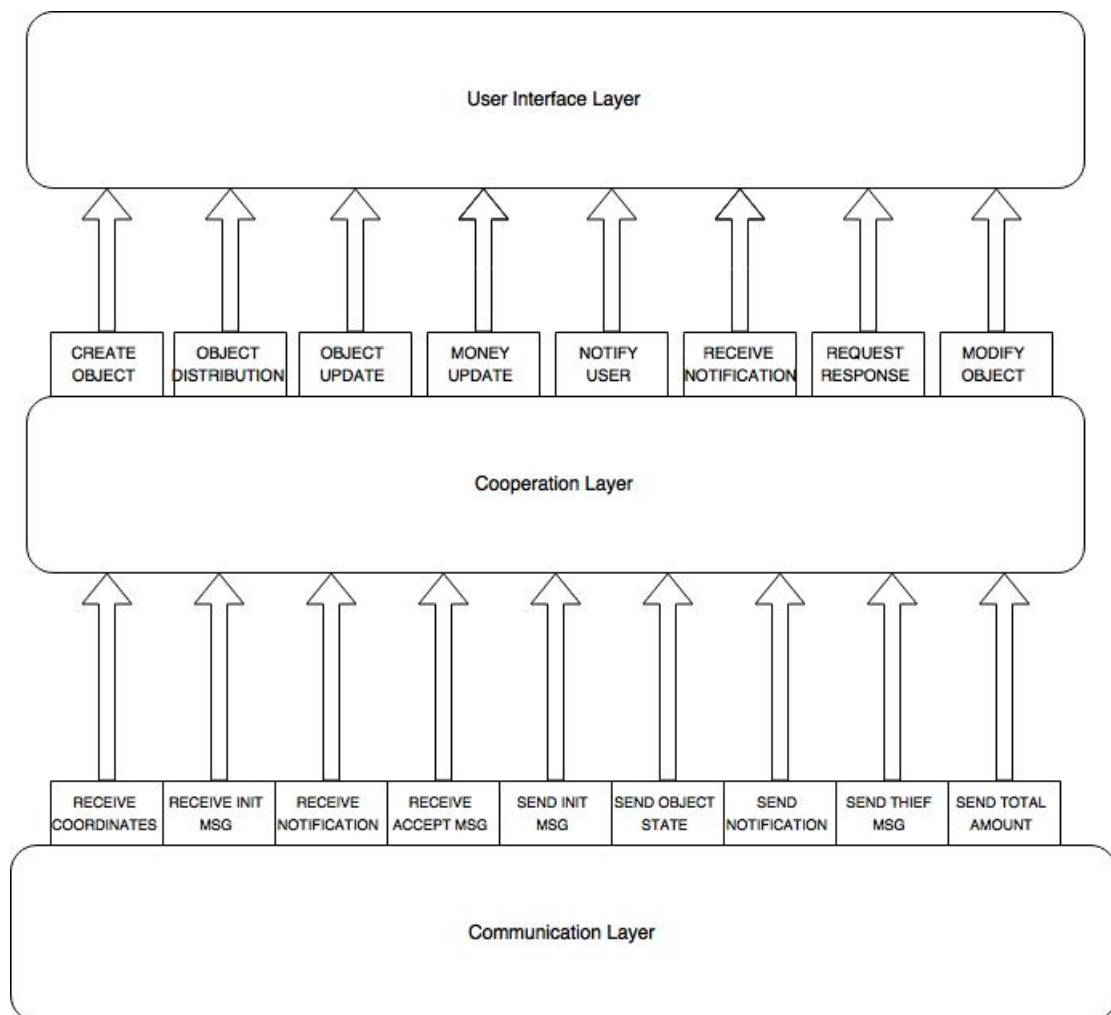 User Interface Layer
CREATE
OBJECT
OBJECT
DISTRIBUTION
OBJECT
UPDATE
MONEY
UPDATE
NOTIFY
USER
RECEIVE
NOTIFICATION
REQUEST
RESPONSE
MODIFY
OBJECT
Cooperation Layer
RECEIVE
COORDINATES
RECEIVE INIT
MSG
RECEIVE
NOTIFICATION
RECEIVE
ACCEPT MSG
SEND INIT
MSG
SEND OBJECT
STATE
SEND
NOTIFICATION
SEND THIEF
MSG
SEND TOTAL
AMOUNT
Communication Layer